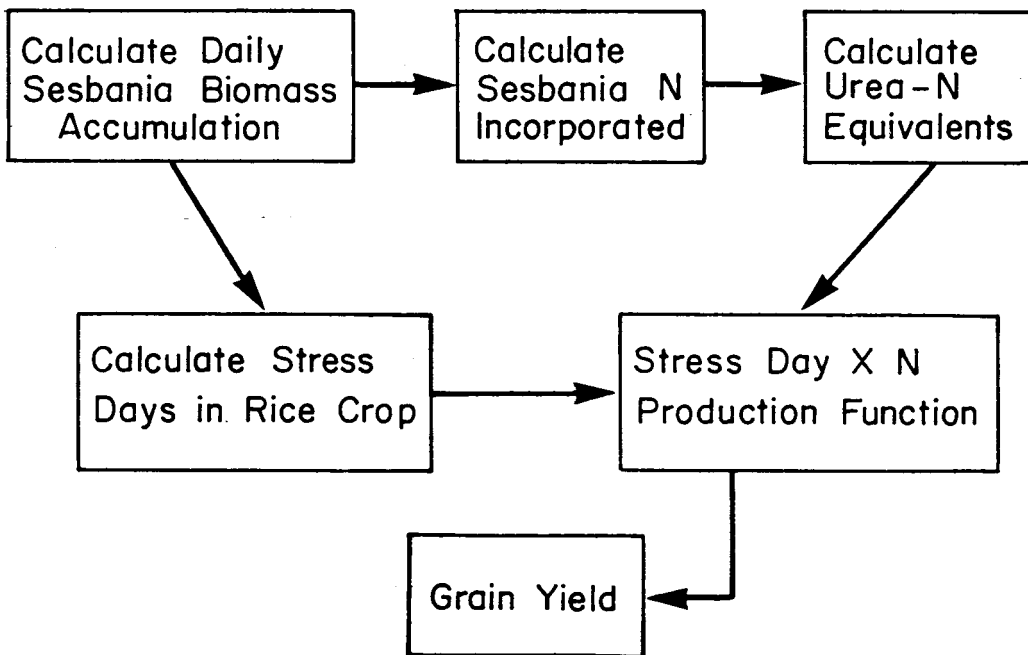 Calculate Daily
Sesbania Biomass
Accumulation
Calculate
Sesbania N
Incorporated
Calculate
Urea-N
Equivalents
Calculate Stress
Days in Rice Crop
Stress Day X N
Production Function
Grain Yield